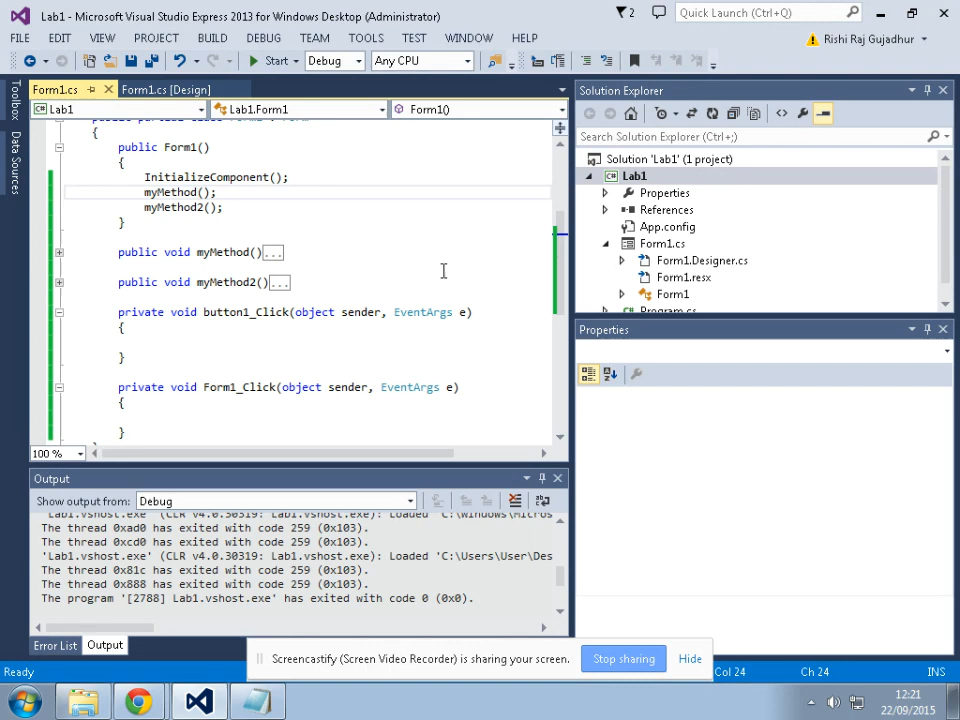 Lab1 - Microsoft Visual Studio Express 2013 for Windows Desktop (Administrator)
2
Quick Launch (Ctrl+Q)
FILE EDIT VIEW PROJECT BUILD DEBUG TEAM TOOLS TEST WINDOW HELP
Rishi Raj Gujadhur
Start Debug Any CPU
Toolbox
Data Sources
Form1.cs Form1.cs [Design]
Lab1 Lab1.Form1 Form1()
{
public Form1()
{
InitializeComponent();
myMethod();
myMethod2();
}
public void myMethod()...
public void myMethod2()...
private void button1_Click(object sender, EventArgs e)
{
}
private void Form1_Click(object sender, EventArgs e)
{
}
100 %
Solution Explorer
Search Solution Explorer (Ctrl+;)
Solution 'Lab1' (1 project)
Lab1
Properties
References
App.config
Form1.cs
Form1.Designer.cs
Form1.resx
Form1
Program.cs
Properties
Output
Show output from: Debug
'Lab1.vshost.exe' (CLR v4.0.30319: Lab1.vshost.exe): Loaded 'C:\Windows\Micros
The thread 0xad0 has exited with code 259 (0x103).
The thread 0xcd0 has exited with code 259 (0x103).
'Lab1.vshost.exe' (CLR v4.0.30319: Lab1.vshost.exe): Loaded 'C:\Users\User\Des
The thread 0x81c has exited with code 259 (0x103).
The thread 0x888 has exited with code 259 (0x103).
The program '[2788] Lab1.vshost.exe' has exited with code 0 (0x0).
Error List Output
Screencastify (Screen Video Recorder) is sharing your screen. Stop sharing Hide
Ready Col 24 Ch 24 INS
12:21
22/09/2015